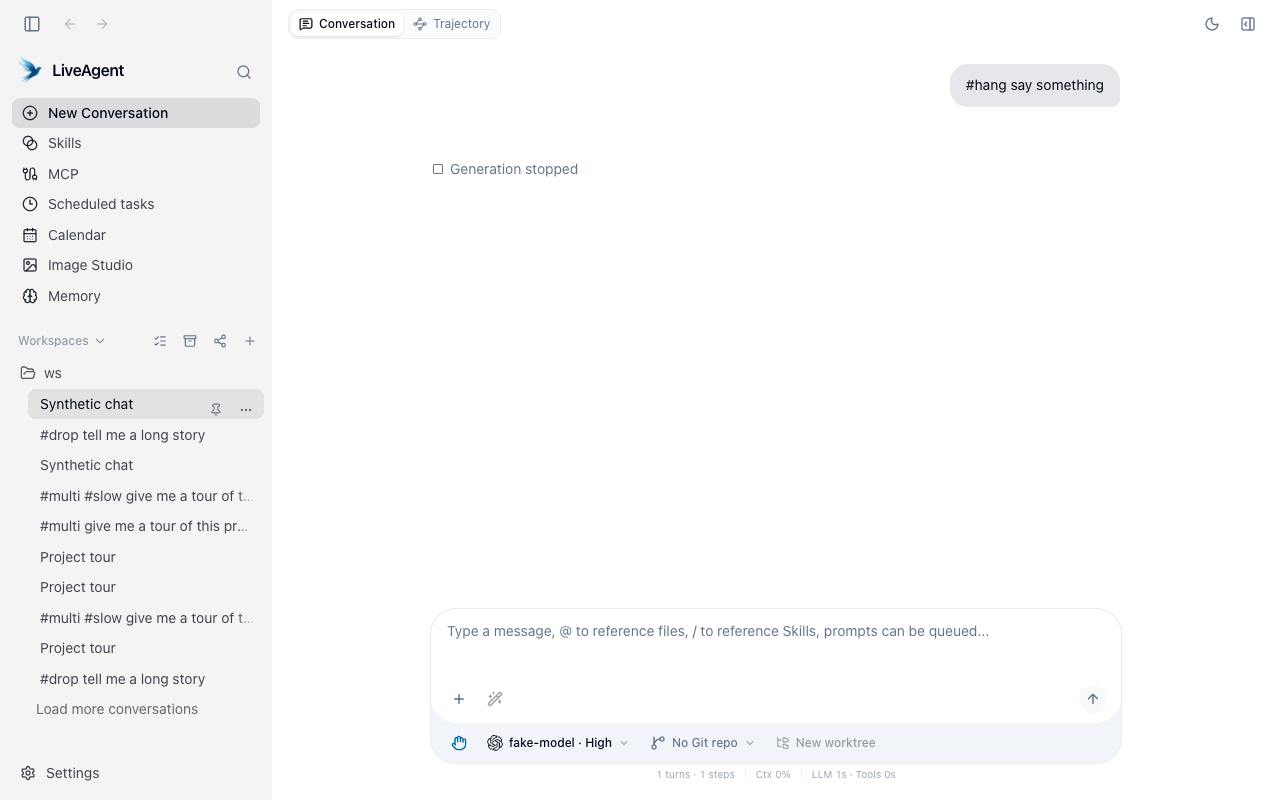 Conversation
Trajectory
LiveAgent
New Conversation
Skills
MCP
Scheduled tasks
Calendar
Image Studio
Memory
Workspaces
ws
Synthetic chat
#drop tell me a long story
Synthetic chat
#multi #slow give me a tour of t...
#multi give me a tour of this pr...
Project tour
Project tour
#multi #slow give me a tour of t...
Project tour
#drop tell me a long story
Load more conversations
Settings
#hang say something
Generation stopped
Type a message, @ to reference files, / to reference Skills, prompts can be queued...
fake-model · High
No Git repo
New worktree
1 turns · 1 steps
Ctx 0%
LLM 1s · Tools 0s